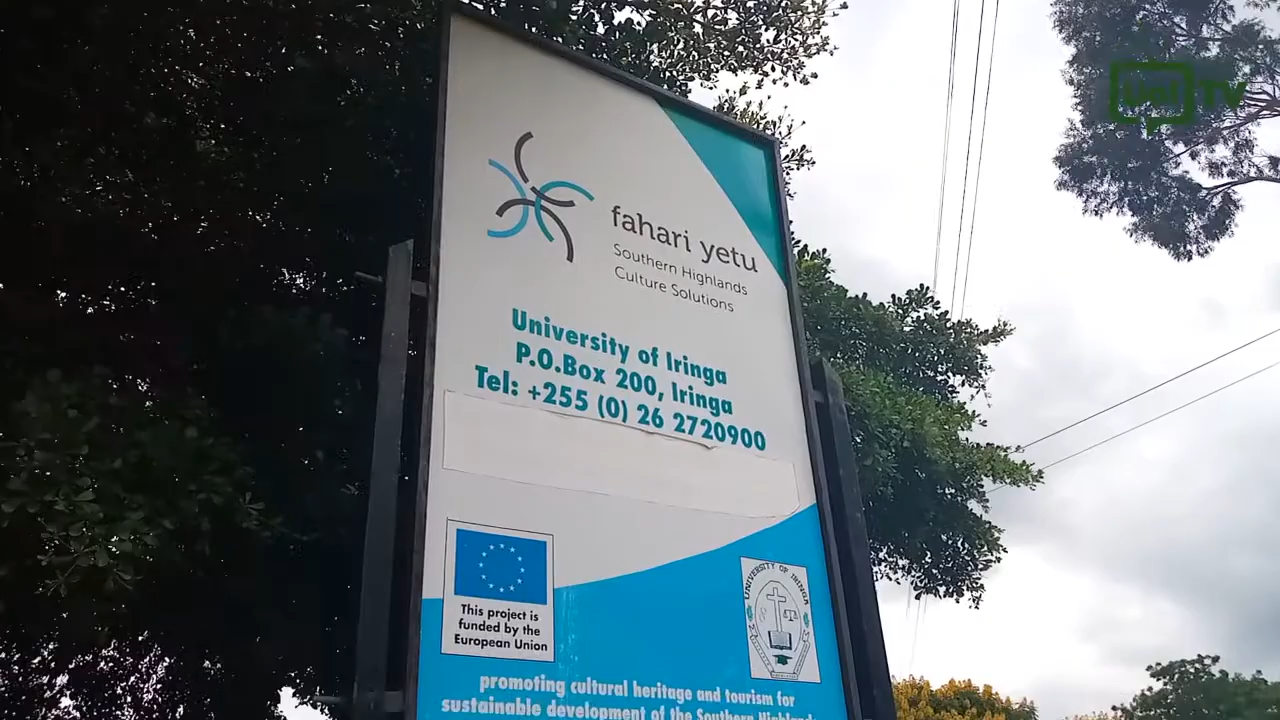 UoI TV
fahari yetu
Southern Highlands
Culture Solutions
University of Iringa
P.O.Box 200, Iringa
Tel: +255 (0) 26 2720900
This project is
funded by the
European Union
UNIVERSITY OF IRINGA
promoting cultural heritage and tourism for
sustainable development of the Southern Highlands